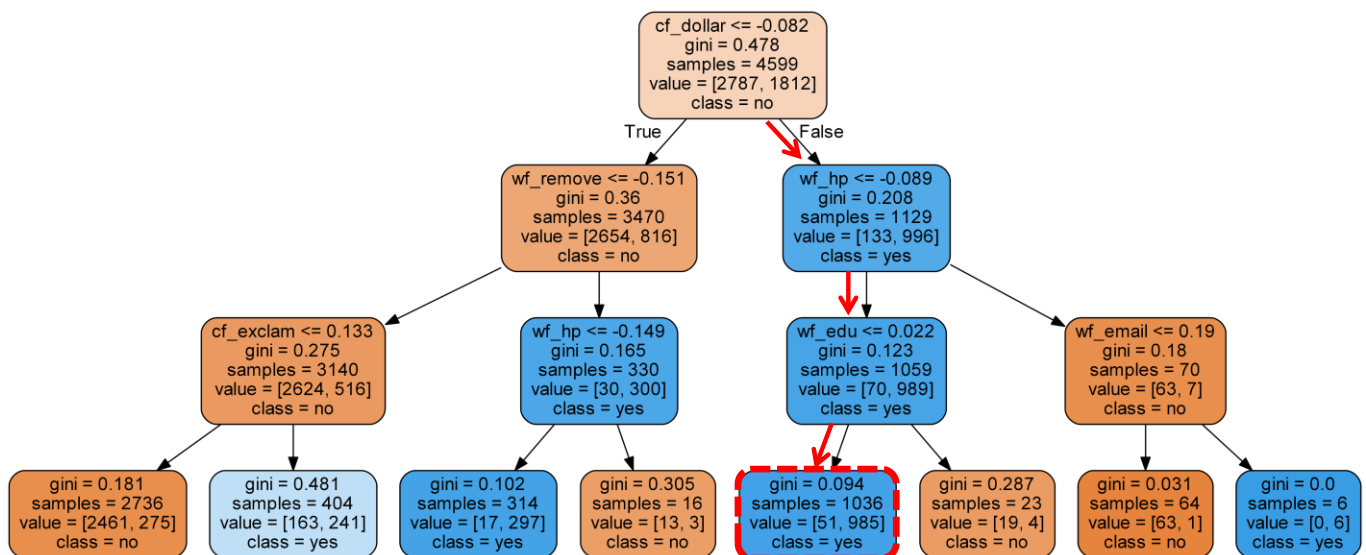 cf_dollar <= -0.082
gini = 0.478
samples = 4599
value = [2787, 1812]
class = no
True
False
wf_remove <= -0.151
gini = 0.36
samples = 3470
value = [2654, 816]
class = no
wf_hp <= -0.089
gini = 0.208
samples = 1129
value = [133, 996]
class = yes
cf_exclam <= 0.133
gini = 0.275
samples = 3140
value = [2624, 516]
class = no
wf_hp <= -0.149
gini = 0.165
samples = 330
value = [30, 300]
class = yes
wf_edu <= 0.022
gini = 0.123
samples = 1059
value = [70, 989]
class = yes
wf_email <= 0.19
gini = 0.18
samples = 70
value = [63, 7]
class = no
gini = 0.181
samples = 2736
value = [2461, 275]
class = no
gini = 0.481
samples = 404
value = [163, 241]
class = yes
gini = 0.102
samples = 314
value = [17, 297]
class = yes
gini = 0.305
samples = 16
value = [13, 3]
class = no
gini = 0.094
samples = 1036
value = [51, 985]
class = yes
gini = 0.287
samples = 23
value = [19, 4]
class = no
gini = 0.031
samples = 64
value = [63, 1]
class = no
gini = 0.0
samples = 6
value = [0, 6]
class = yes